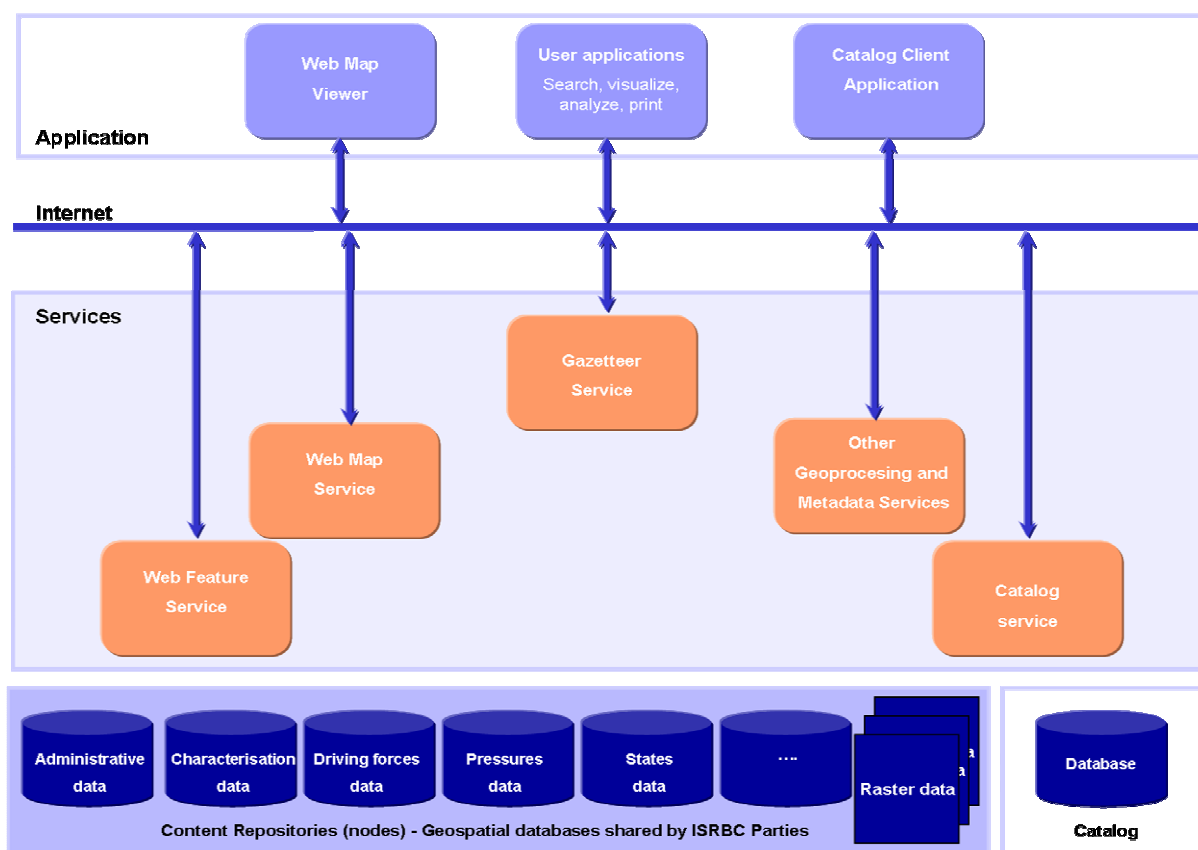 Web Map
Viewer
User applications
Search, visualize,
analyze, print
Catalog Client
Application
Application
Internet
Services
Gazetteer
Service
Web Map
Service
Other
Geoprocesing and
Metadada Services
Web Feature
Service
Catalog
service
Administrative
data
Characterisation
data
Driving forces
data
Pressures
data
States
data
....
Raster data
Content Repositories (nodes) - Geospatial databases shared by ISRBC Parties
Database
Catalog